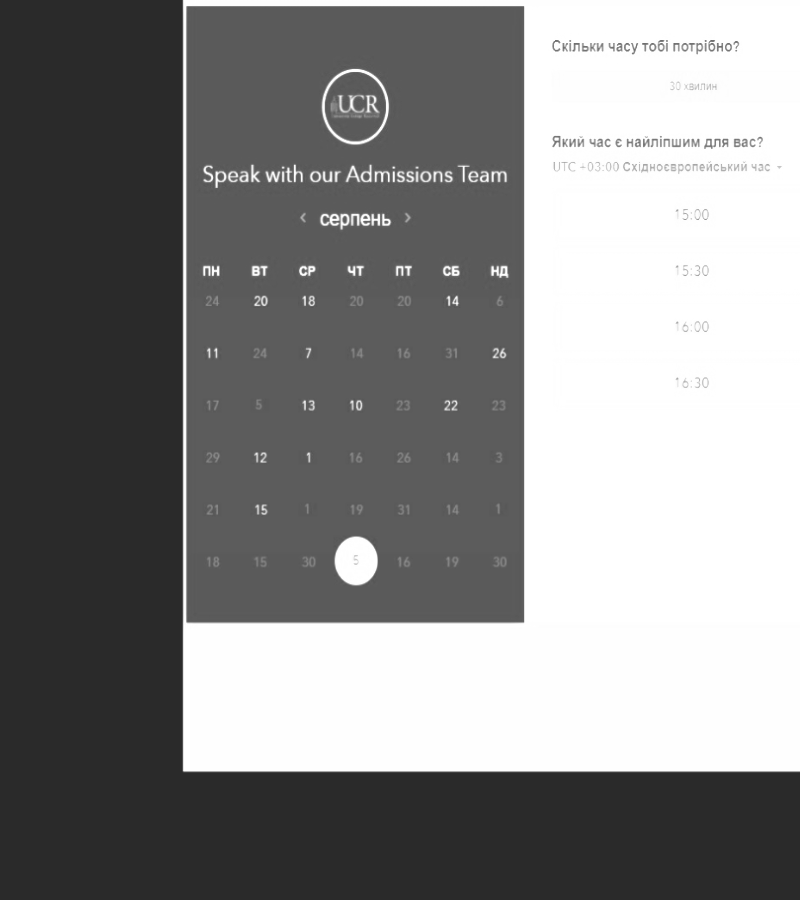 UCR
Speak with our Admissions Team
‹ серпень ›
ПН ВТ СР ЧТ ПТ СБ НД
24 20 18 20 20 14 6
11 24 7 14 16 31 26
17 5 13 10 23 22 23
29 12 1 16 26 14 3
21 15 1 19 31 14 1
18 15 30 5 16 19 30
Скільки часу тобі потрібно?
30 хвилин
Який час є найліпшим для вас?
UTC +03:00 Східноєвропейський час
15:00
15:30
16:00
16:30